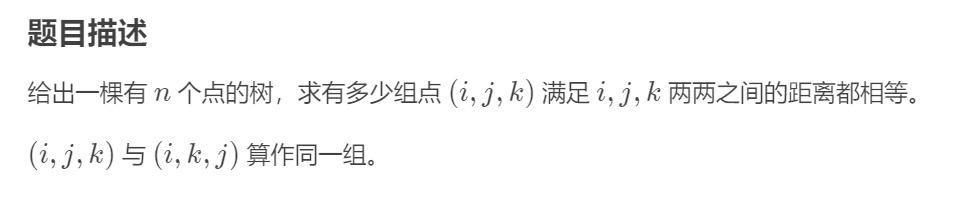 题目描述
给出一棵有 n 个点的树，求有多少组点 (i, j, k) 满足 i, j, k 两两之间的距离都相等。
(i, j, k) 与 (i, k, j) 算作同一组。